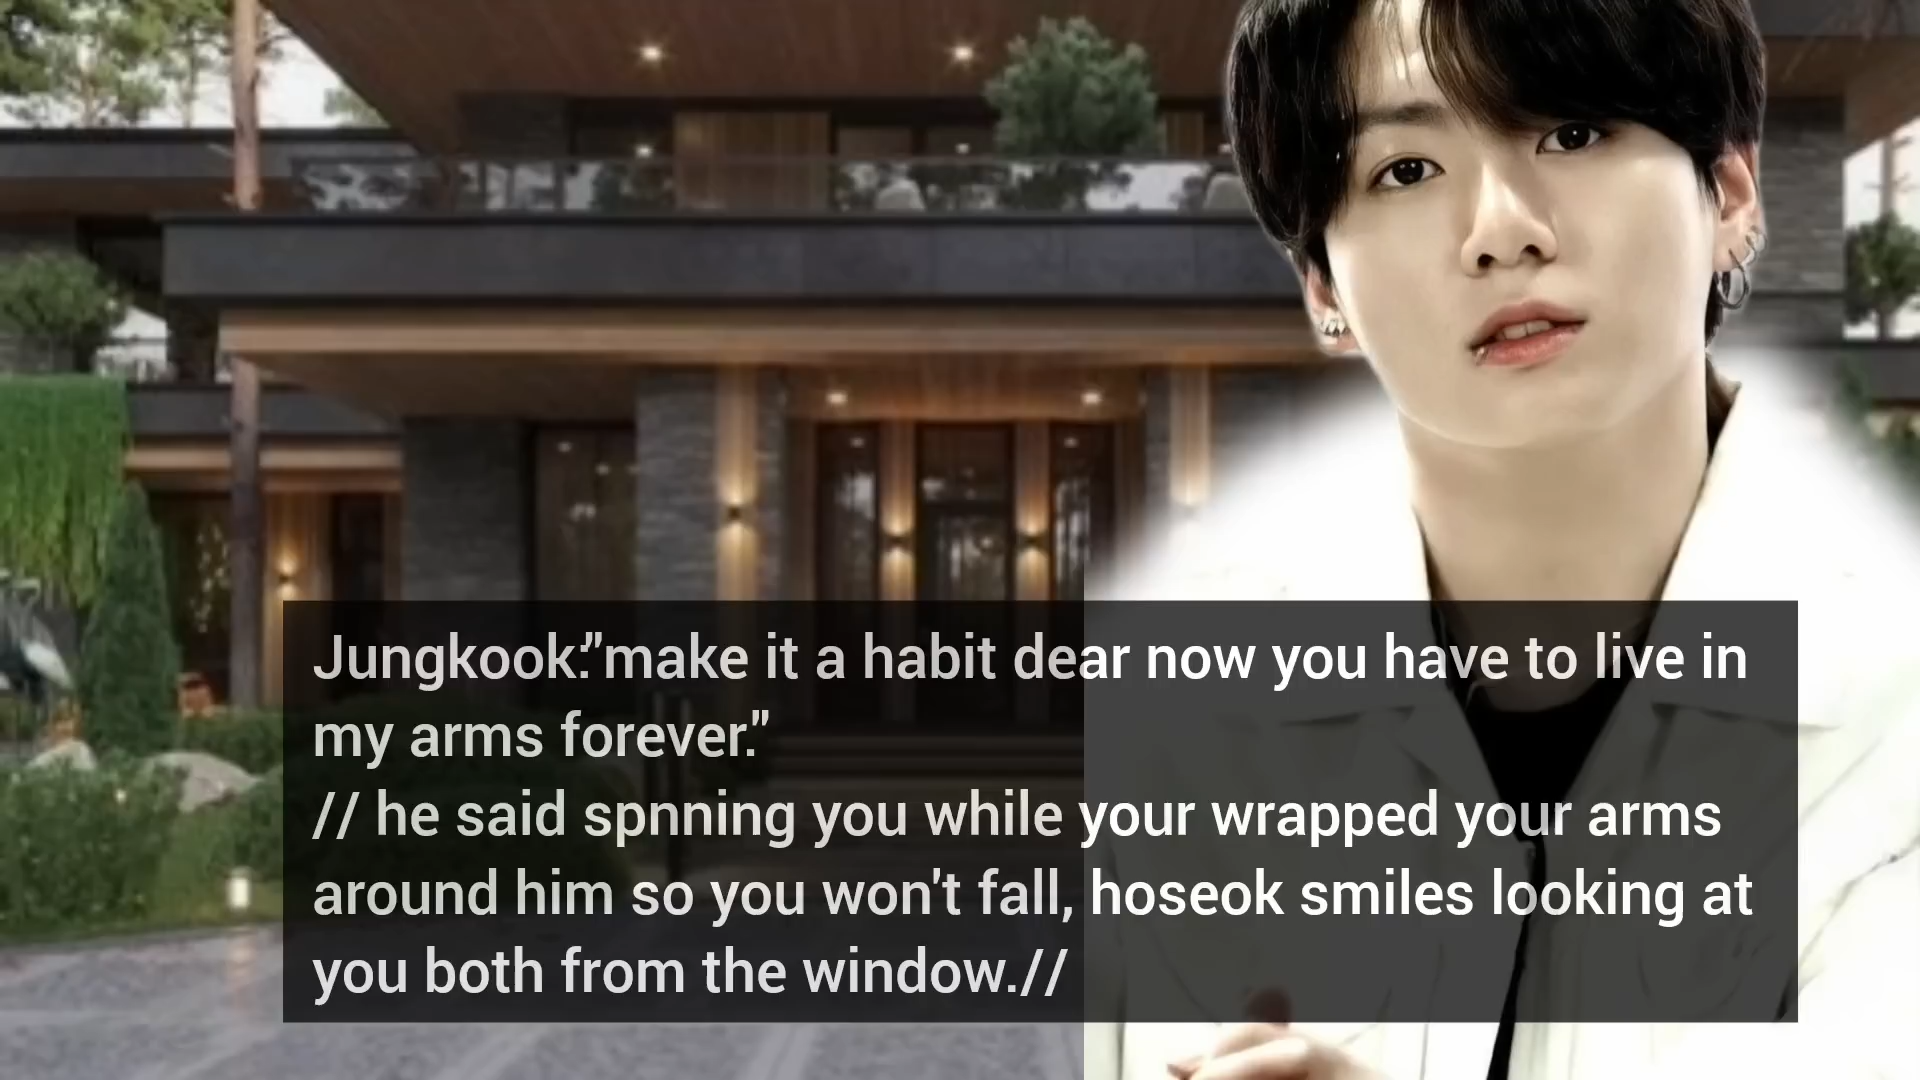 Jungkook:"make it a habit dear now you have to live in
my arms forever."
// he said spnning you while your wrapped your arms
around him so you won't fall, hoseok smiles looking at
you both from the window.//